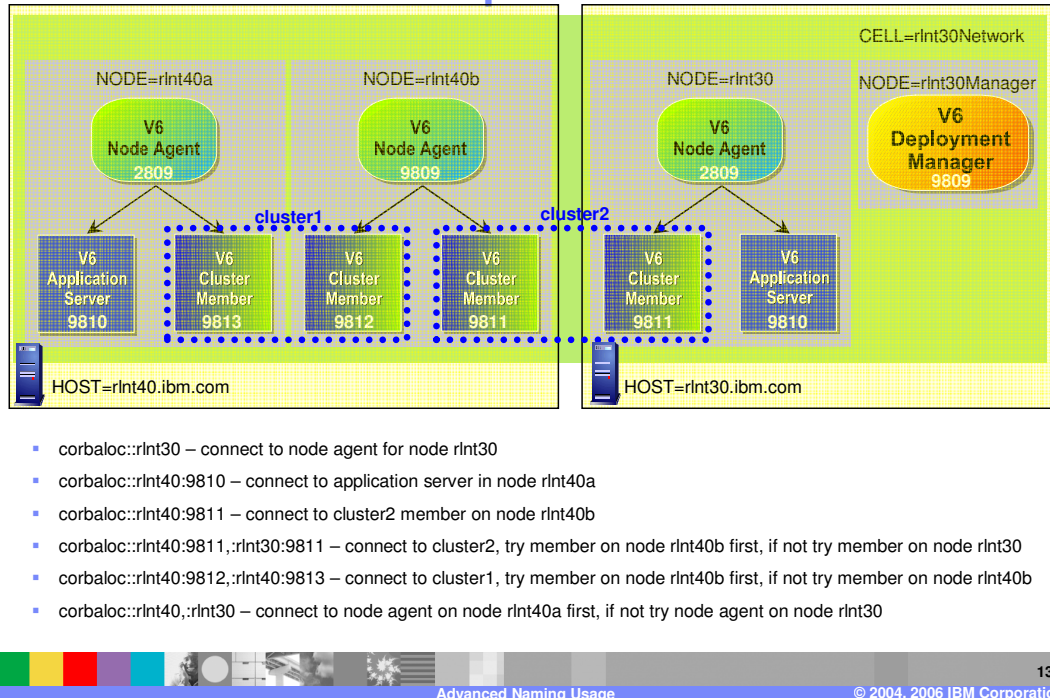 CELL=rlnt30Network
NODE=rlnt40a
NODE=rlnt40b
NODE=rlnt30
NODE=rlnt30Manager
V6
Node Agent
2809
V6
Node Agent
9809
V6
Node Agent
2809
V6
Deployment
Manager
9809
cluster1
cluster2
V6
Application
Server
9810
V6
Cluster
Member
9813
V6
Cluster
Member
9812
V6
Cluster
Member
9811
V6
Cluster
Member
9811
V6
Application
Server
9810
HOST=rlnt40.ibm.com
HOST=rlnt30.ibm.com
corbaloc::rlnt30 – connect to node agent for node rlnt30
corbaloc::rlnt40:9810 – connect to application server in node rlnt40a
corbaloc::rlnt40:9811 – connect to cluster2 member on node rlnt40b
corbaloc::rlnt40:9811,:rlnt30:9811 – connect to cluster2, try member on node rlnt40b first, if not try member on node rlnt30
corbaloc::rlnt40:9812,:rlnt40:9813 – connect to cluster1, try member on node rlnt40b first, if not try member on node rlnt40b
corbaloc::rlnt40,:rlnt30 – connect to node agent on node rlnt40a first, if not try node agent on node rlnt30
13
Advanced Naming Usage
© 2004, 2006 IBM Corporatio